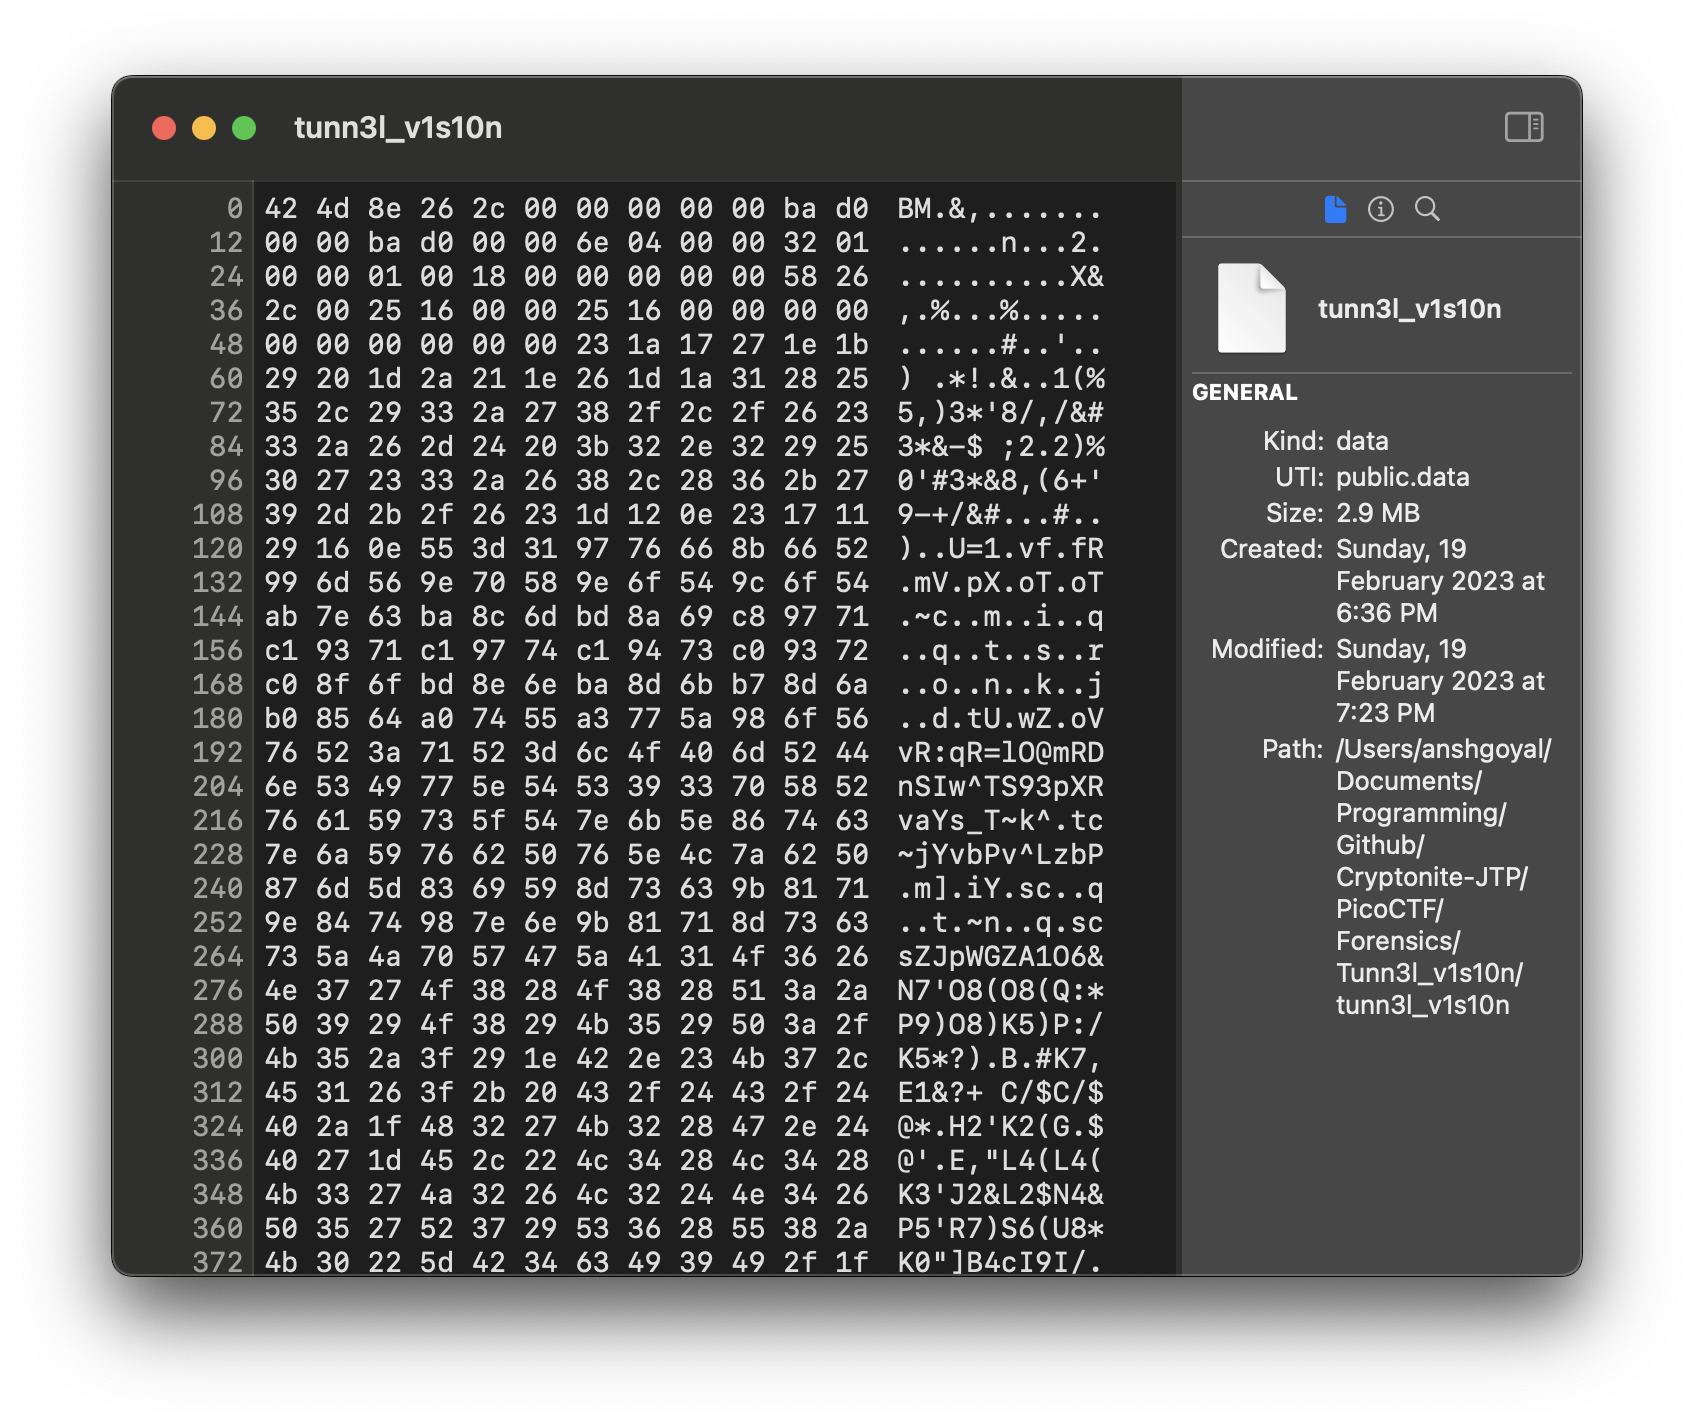 tunn3l_v1s10n
0 42 4d 8e 26 2c 00 00 00 00 00 ba d0 BM.&,.......
12 00 00 ba d0 00 00 6e 04 00 00 32 01 ......n...2.
24 00 00 01 00 18 00 00 00 00 00 58 26 ..........X&
36 2c 00 25 16 00 00 25 16 00 00 00 00 ,.%...%.....
48 00 00 00 00 00 00 23 1a 17 27 1e 1b ......#..'..
60 29 20 1d 2a 21 1e 26 1d 1a 31 28 25 ) .*!.&..1(%
72 35 2c 29 33 2a 27 38 2f 2c 2f 26 23 5,)3*'8/,/&#
84 33 2a 26 2d 24 20 3b 32 2e 32 29 25 3*&-$ ;2.2)%
96 30 27 23 33 2a 26 38 2c 28 36 2b 27 0'#3*&8,(6+'
108 39 2d 2b 2f 26 23 1d 12 0e 23 17 11 9-+/&#...#..
120 29 16 0e 55 3d 31 97 76 66 8b 66 52 )..U=1.vf.fR
132 99 6d 56 9e 70 58 9e 6f 54 9c 6f 54 .mV.pX.oT.oT
144 ab 7e 63 ba 8c 6d bd 8a 69 c8 97 71 .~c..m..i..q
156 c1 93 71 c1 97 74 c1 94 73 c0 93 72 ..q..t..s..r
168 c0 8f 6f bd 8e 6e ba 8d 6b b7 8d 6a ..o..n..k..j
180 b0 85 64 a0 74 55 a3 77 5a 98 6f 56 ..d.tU.wZ.oV
192 76 52 3a 71 52 3d 6c 4f 40 6d 52 44 vR:qR=lO@mRD
204 6e 53 49 77 5e 54 53 39 33 70 58 52 nSIw^TS93pXR
216 76 61 59 73 5f 54 7e 6b 5e 86 74 63 vaYs_T~k^.tc
228 7e 6a 59 76 62 50 76 5e 4c 7a 62 50 ~jYvbPv^LzbP
240 87 6d 5d 83 69 59 8d 73 63 9b 81 71 .m].iY.sc..q
252 9e 84 74 98 7e 6e 9b 81 71 8d 73 63 ..t.~n..q.sc
264 73 5a 4a 70 57 47 5a 41 31 4f 36 26 sZJpWGZA1O6&
276 4e 37 27 4f 38 28 4f 38 28 51 3a 2a N7'O8(O8(Q:*
288 50 39 29 4f 38 29 4b 35 29 50 3a 2f P9)O8)K5)P:/
300 4b 35 2a 3f 29 1e 42 2e 23 4b 37 2c K5*?).B.#K7,
312 45 31 26 3f 2b 20 43 2f 24 43 2f 24 E1&?+ C/$C/$
324 40 2a 1f 48 32 27 4b 32 28 47 2e 24 @*.H2'K2(G.$
336 40 27 1d 45 2c 22 4c 34 28 4c 34 28 @'.E,"L4(L4(
348 4b 33 27 4a 32 26 4c 32 24 4e 34 26 K3'J2&L2$N4&
360 50 35 27 52 37 29 53 36 28 55 38 2a P5'R7)S6(U8*
372 4b 30 22 5d 42 34 63 49 39 49 2f 1f K0"]B4cI9I/.
tunn3l_v1s10n
GENERAL
Kind: data
UTI: public.data
Size: 2.9 MB
Created: Sunday, 19
February 2023 at
6:36 PM
Modified: Sunday, 19
February 2023 at
7:23 PM
Path: /Users/anshgoyal/
Documents/
Programming/
Github/
Cryptonite-JTP/
PicoCTF/
Forensics/
Tunn3l_v1s10n/
tunn3l_v1s10n